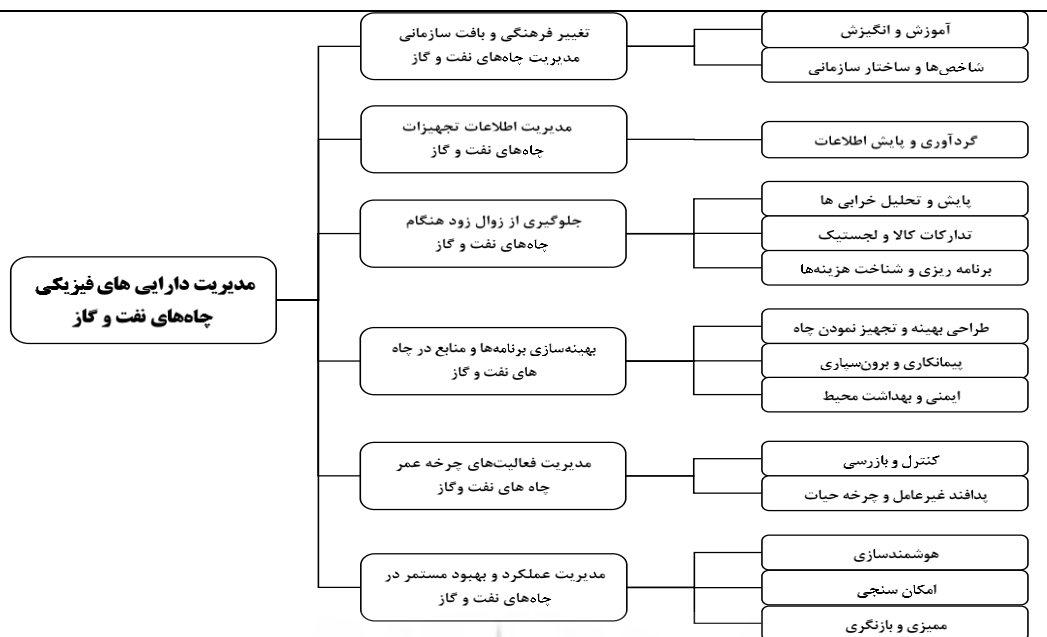 مدیریت دارایی های فیزیکی
چاه‌های نفت و گاز
تغییر فرهنگی و بافت سازمانی
مدیریت چاه‌های نفت و گاز
آموزش و انگیزش
شاخص‌ها و ساختار سازمانی
مدیریت اطلاعات تجهیزات
چاه‌های نفت و گاز
گردآوری و پایش اطلاعات
جلوگیری از زوال زود هنگام
چاه‌های نفت و گاز
پایش و تحلیل خرابی ها
تدارکات کالا و لجستیک
برنامه ریزی و شناخت هزینه‌ها
بهینه‌سازی برنامه‌ها و منابع در چاه
های نفت و گاز
طراحی بهینه و تجهیز نمودن چاه
پیمانکاری و برون‌سپاری
ایمنی و بهداشت محیط
مدیریت فعالیت‌های چرخه عمر
چاه های نفت وگاز
کنترل و بازرسی
پدافند غیرعامل و چرخه حیات
مدیریت عملکرد و بهبود مستمر در
چاه‌های نفت و گاز
هوشمندسازی
امکان سنجی
ممیزی و بازنگری